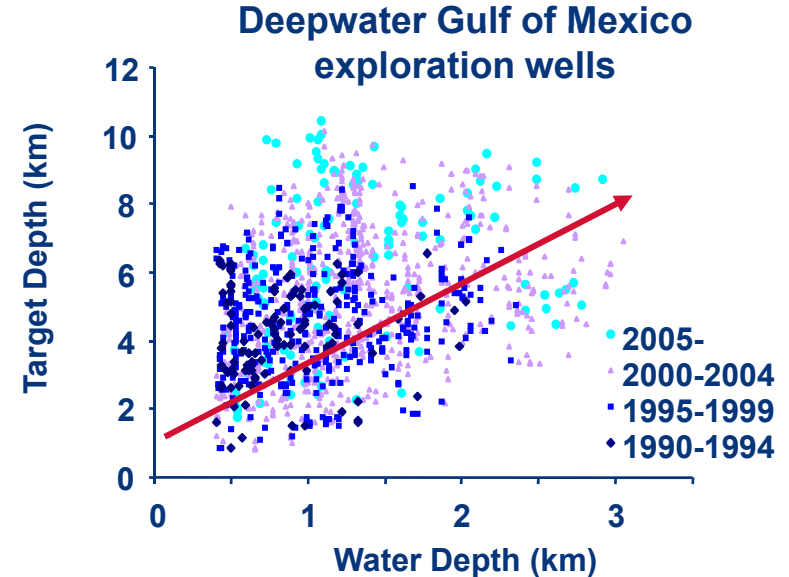 Deepwater Gulf of Mexico
exploration wells
Target Depth (km)
12
10
8
6
4
2
0
0 1 2 3
Water Depth (km)
2005-
2000-2004
1995-1999
1990-1994